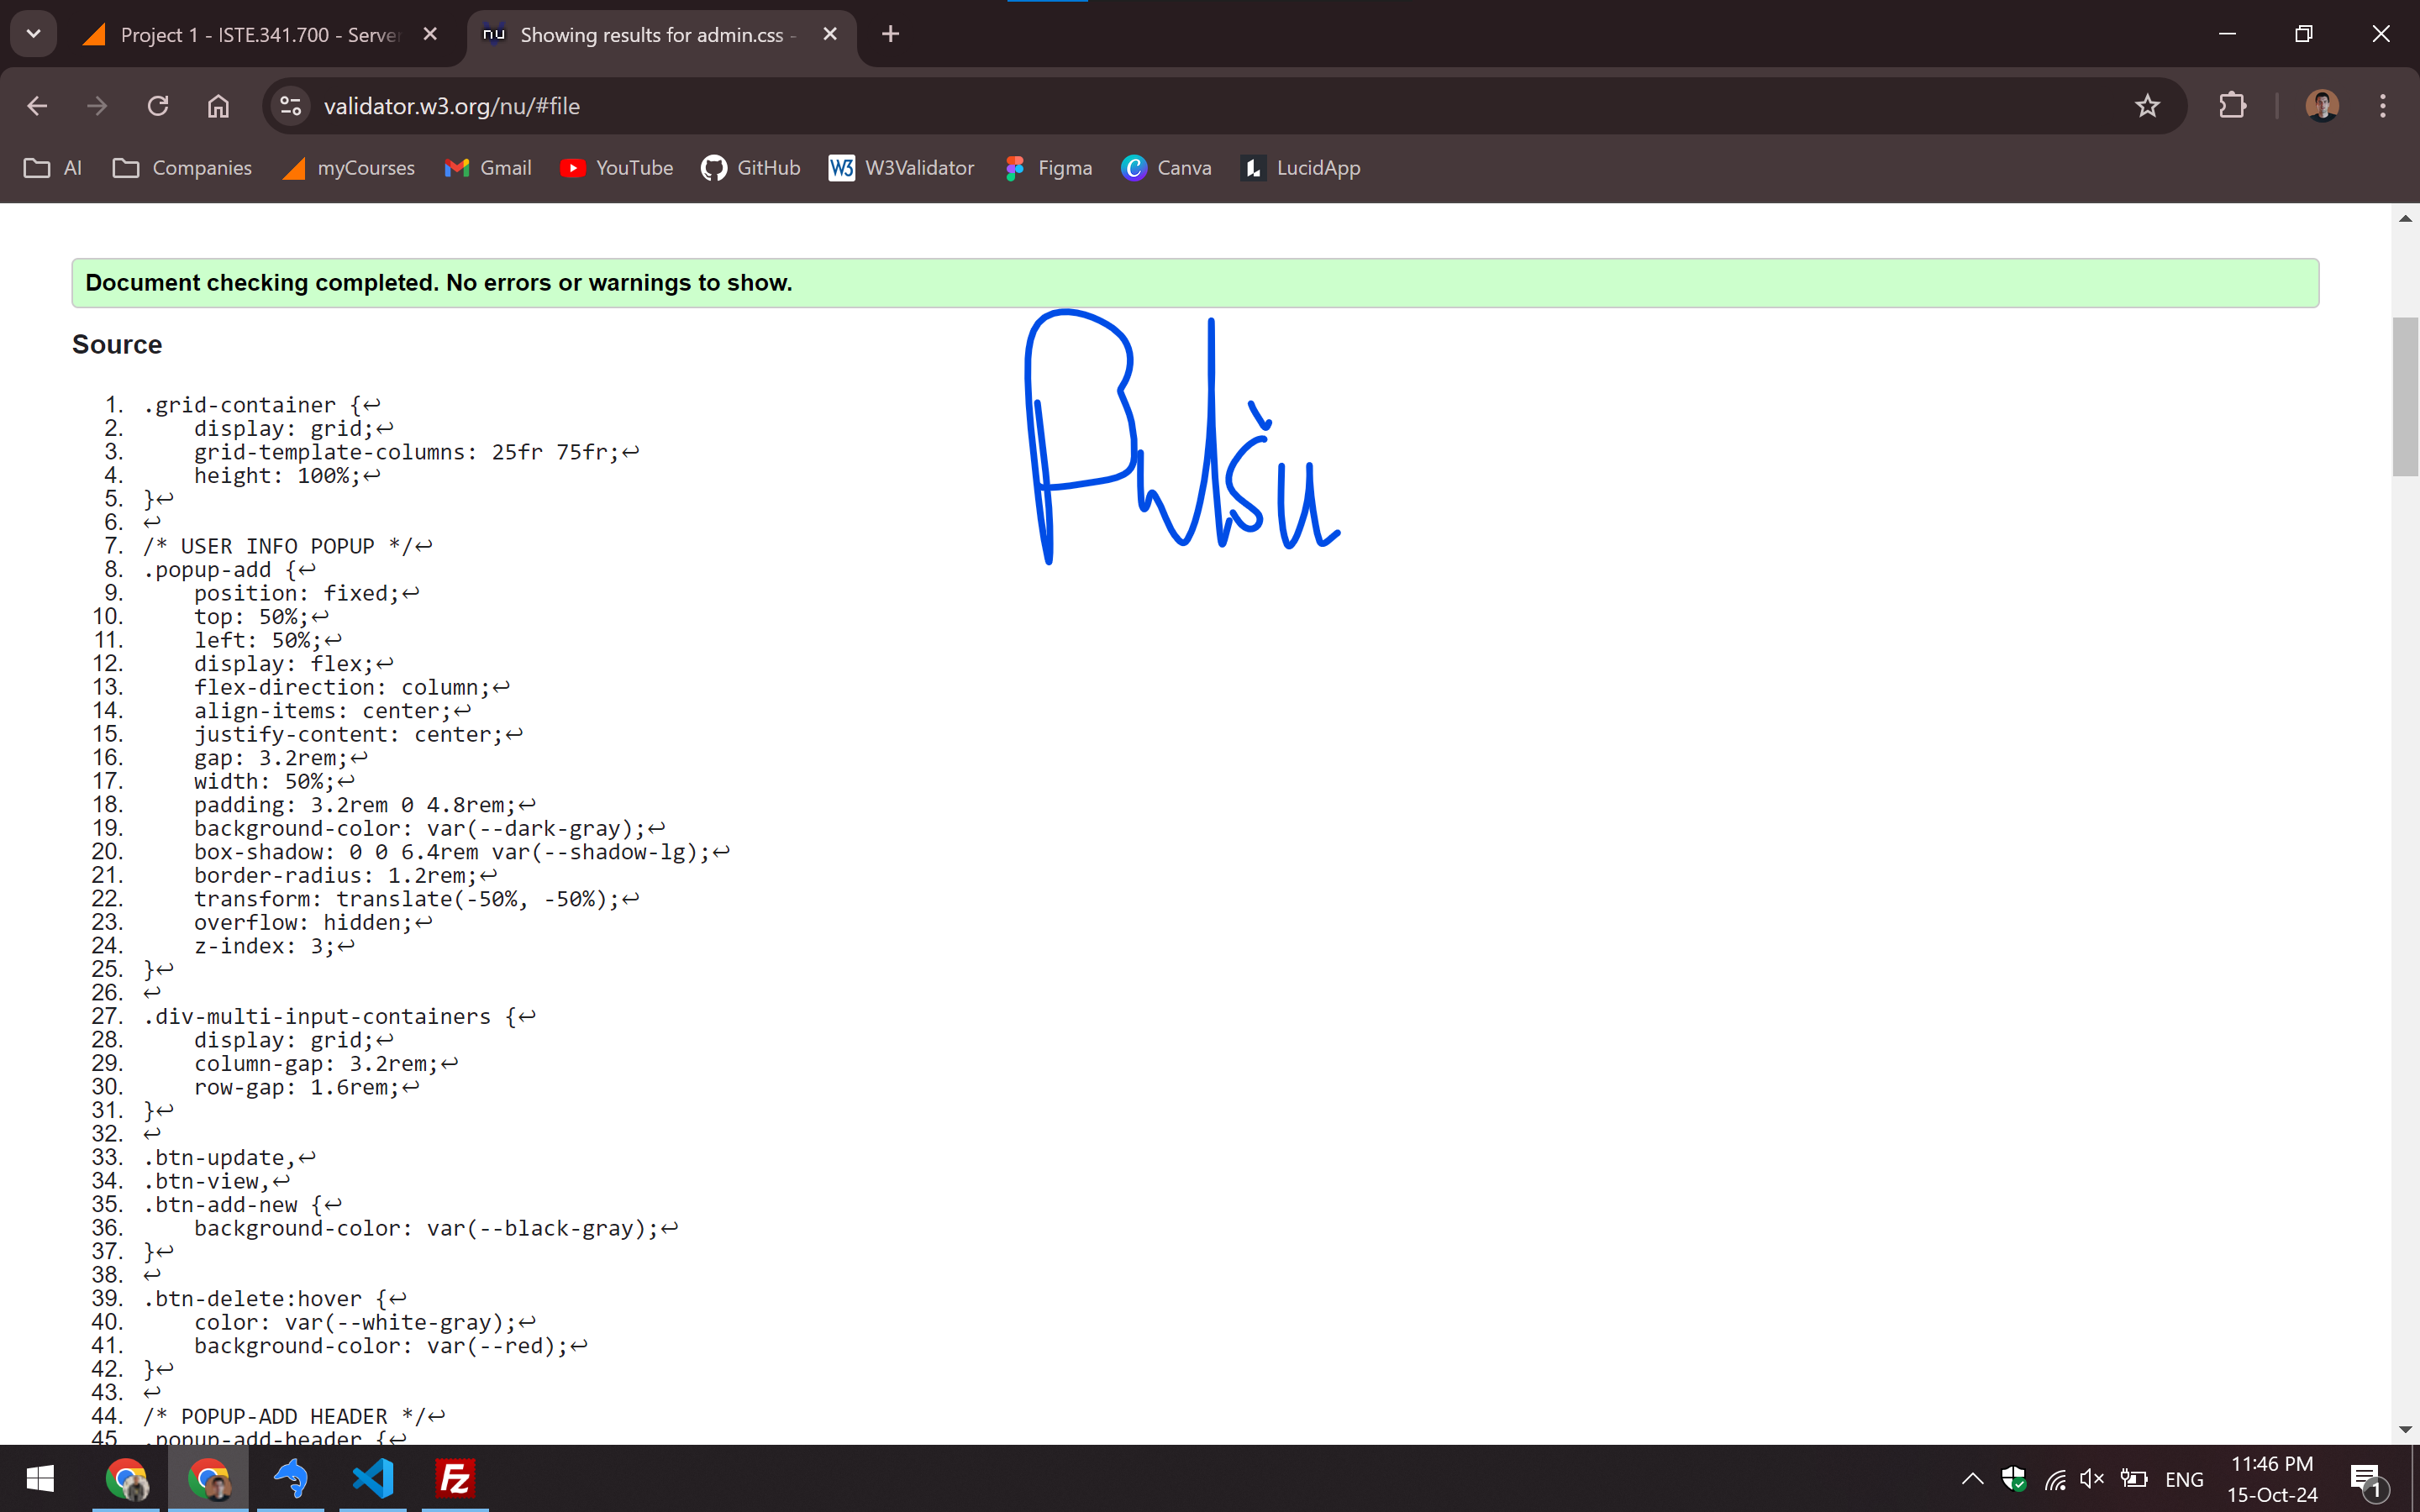 Project 1 - ISTE.341.700 - Server
Showing results for admin.css -
validator.w3.org/nu/#file
AI Companies myCourses Gmail YouTube GitHub W3 W3Validator Figma Canva LucidApp
Document checking completed. No errors or warnings to show.
Source
1. .grid-container {↩
2. display: grid;↩
3. grid-template-columns: 25fr 75fr;↩
4. height: 100%;↩
5. }↩
6. ↩
7. /* USER INFO POPUP */↩
8. .popup-add {↩
9. position: fixed;↩
10. top: 50%;↩
11. left: 50%;↩
12. display: flex;↩
13. flex-direction: column;↩
14. align-items: center;↩
15. justify-content: center;↩
16. gap: 3.2rem;↩
17. width: 50%;↩
18. padding: 3.2rem 0 4.8rem;↩
19. background-color: var(--dark-gray);↩
20. box-shadow: 0 0 6.4rem var(--shadow-lg);↩
21. border-radius: 1.2rem;↩
22. transform: translate(-50%, -50%);↩
23. overflow: hidden;↩
24. z-index: 3;↩
25. }↩
26. ↩
27. .div-multi-input-containers {↩
28. display: grid;↩
29. column-gap: 3.2rem;↩
30. row-gap: 1.6rem;↩
31. }↩
32. ↩
33. .btn-update,↩
34. .btn-view,↩
35. .btn-add-new {↩
36. background-color: var(--black-gray);↩
37. }↩
38. ↩
39. .btn-delete:hover {↩
40. color: var(--white-gray);↩
41. background-color: var(--red);↩
42. }↩
43. ↩
44. /* POPUP-ADD HEADER */↩
45. .popup-add-header {↩
ENG
11:46 PM
15-Oct-24
1